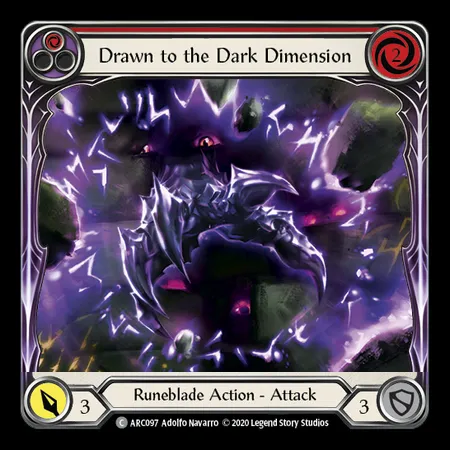 Drawn to the Dark Dimension
2
Runeblade Action - Attack
3
3
C ARC097 Adolfo Navarro © 2020 Legend Story Studios